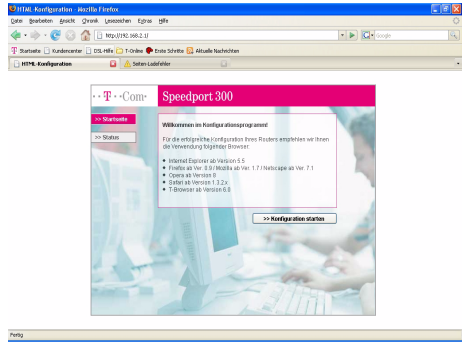 HTML-Konfiguration - Mozilla Firefox
Datei Bearbeiten Ansicht Chronik Lesezeichen Extras Hilfe
http://192.168.2.1/
Google
Startseite Kundencenter DSL-Hilfe T-Online Erste Schritte Aktuelle Nachrichten
HTML-Konfiguration Seiten-Ladefehler
··T··Com· Speedport 300
>> Startseite
>> Status
Willkommen im Konfigurationsprogramm!
Für die erfolgreiche Konfiguration Ihres Routers empfehlen wir Ihnen
die Verwendung folgender Browser:
Internet Explorer ab Version 5.5
Firefox ab Ver. 0.9 / Mozilla ab Ver. 1.7 / Netscape ab Ver. 7.1
Opera ab Version 8
Safari ab Version 1.3.2.x
T-Browser ab Version 6.0
>> Konfiguration starten
Fertig